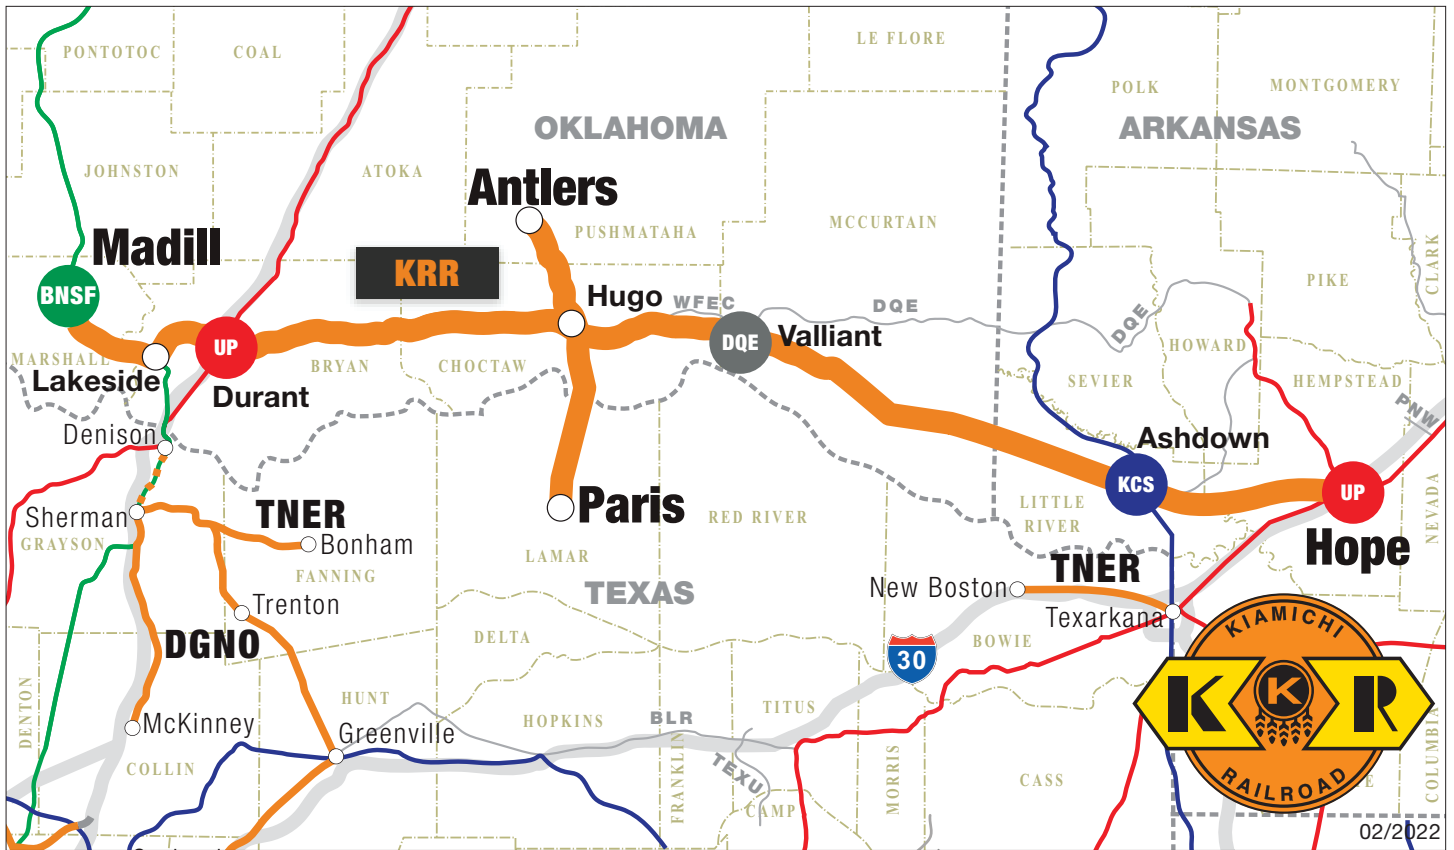 PONTOTOC
COAL
LE FLORE
POLK
MONTGOMERY
OKLAHOMA
ARKANSAS
JOHNSTON
ATOKA
Antlers
PUSHMATAHA
MCCURTAIN
CLARK
Madill
KRR
PIKE
BNSF
Hugo
WFEC
DQE
DQE
UP
DQE
Valliant
HOWARD
MARSHALL
Lakeside
BRYAN
CHOCTAW
SEVIER
HEMPSTEAD
Durant
PNW
Denison
Ashdown
KCS
UP
Sherman
TNER
Paris
RED RIVER
LITTLE
RIVER
NEVADA
GRAYSON
Bonham
LAMAR
Hope
FANNING
TEXAS
New Boston
TNER
Trenton
Texarkana
DGNO
DELTA
30
BOWIE
KIAMICHI
K
K
R
RAILROAD
DENTON
HUNT
McKinney
Greenville
HOPKINS
BLR
TITUS
COLLIN
FRANKLIN
TEXU
CAMP
MORRIS
CASS
COLUMBIA
02/2022